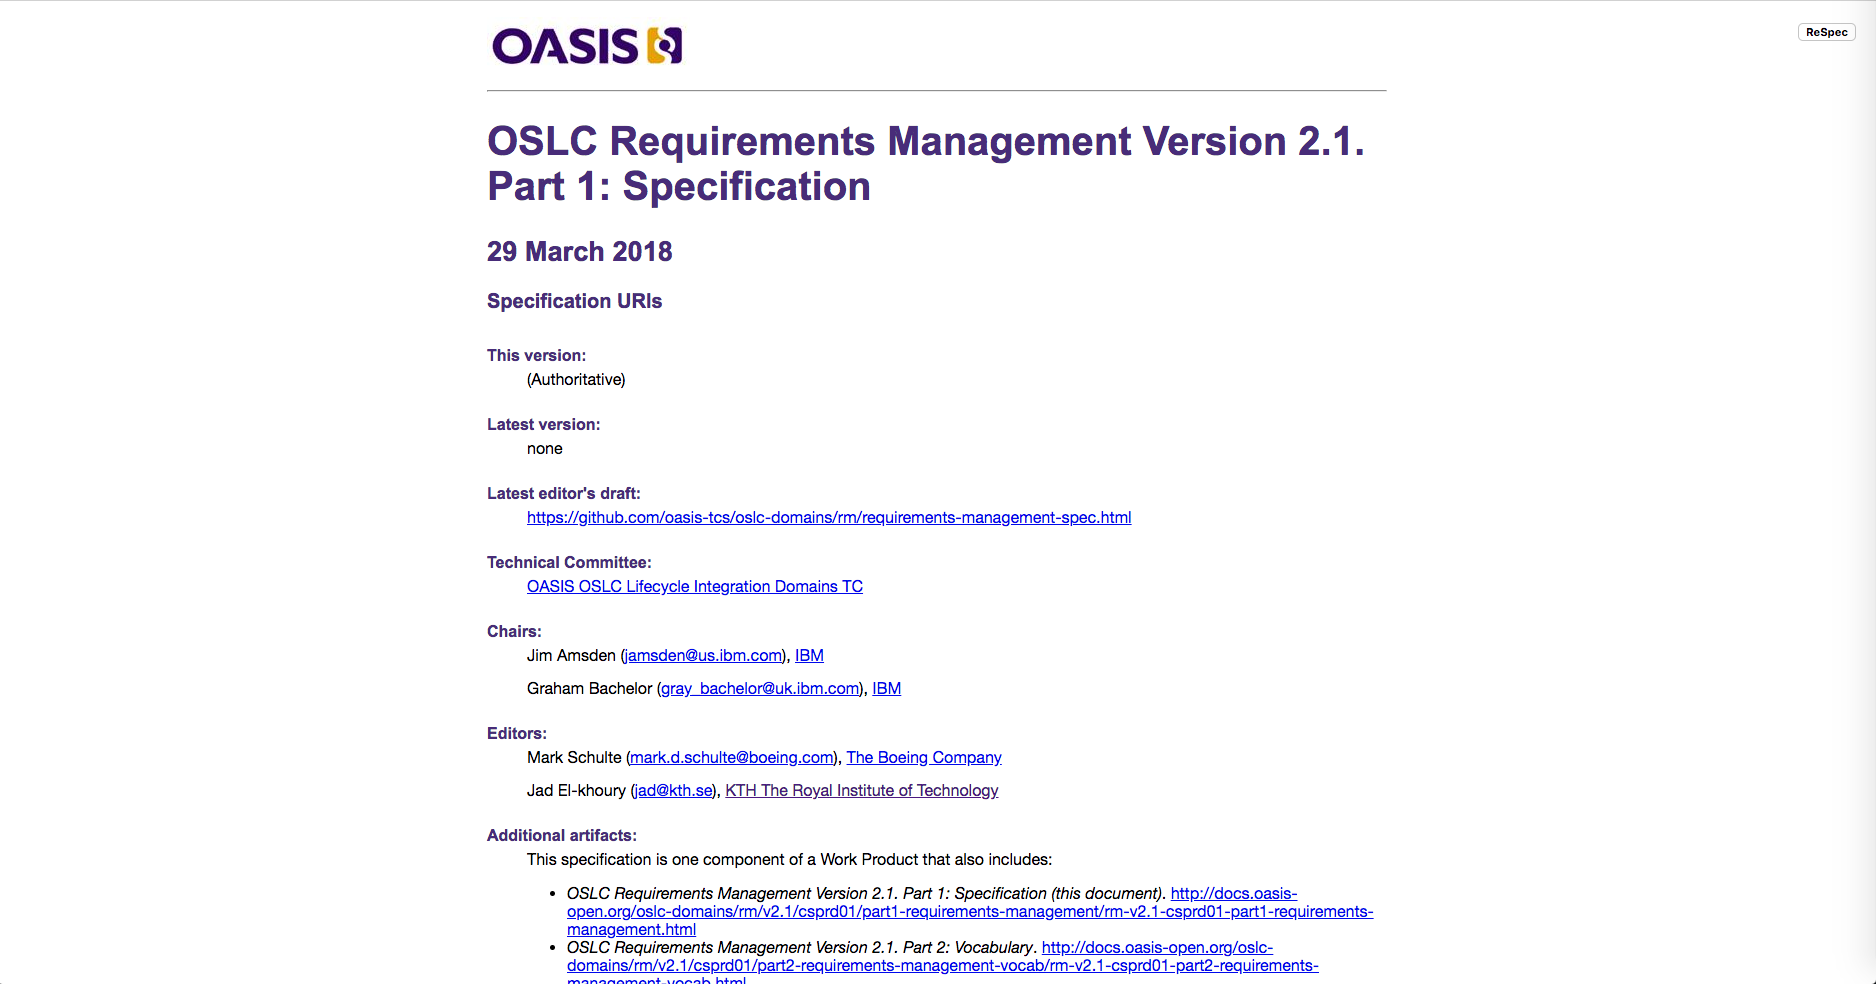 OASIS
ReSpec
OSLC Requirements Management Version 2.1.
Part 1: Specification
29 March 2018
Specification URIs
This version:
(Authoritative)
Latest version:
none
Latest editor's draft:
https://github.com/oasis-tcs/oslc-domains/rm/requirements-management-spec.html
Technical Committee:
OASIS OSLC Lifecycle Integration Domains TC
Chairs:
Jim Amsden (jamsden@us.ibm.com), IBM
Graham Bachelor (gray_bachelor@uk.ibm.com), IBM
Editors:
Mark Schulte (mark.d.schulte@boeing.com), The Boeing Company
Jad El-khoury (jad@kth.se), KTH The Royal Institute of Technology
Additional artifacts:
This specification is one component of a Work Product that also includes:
• OSLC Requirements Management Version 2.1. Part 1: Specification (this document). http://docs.oasis-
open.org/oslc-domains/rm/v2.1/csprd01/part1-requirements-management/rm-v2.1-csprd01-part1-requirements-
management.html
• OSLC Requirements Management Version 2.1. Part 2: Vocabulary. http://docs.oasis-open.org/oslc-
domains/rm/v2.1/csprd01/part2-requirements-management-vocab/rm-v2.1-csprd01-part2-requirements-
management-vocab.html